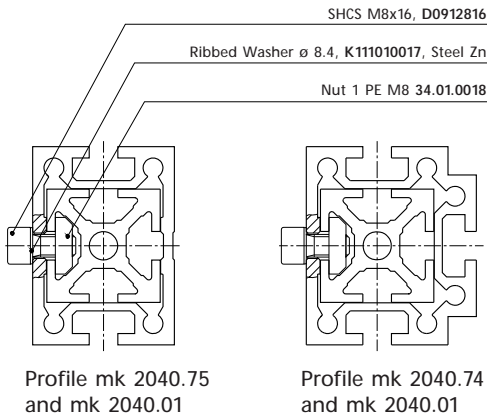 SHCS M8x16, D0912816
Ribbed Washer ø 8.4, K111010017, Steel Zn
Nut 1 PE M8 34.01.0018
Profile mk 2040.75
and mk 2040.01
Profile mk 2040.74
and mk 2040.01